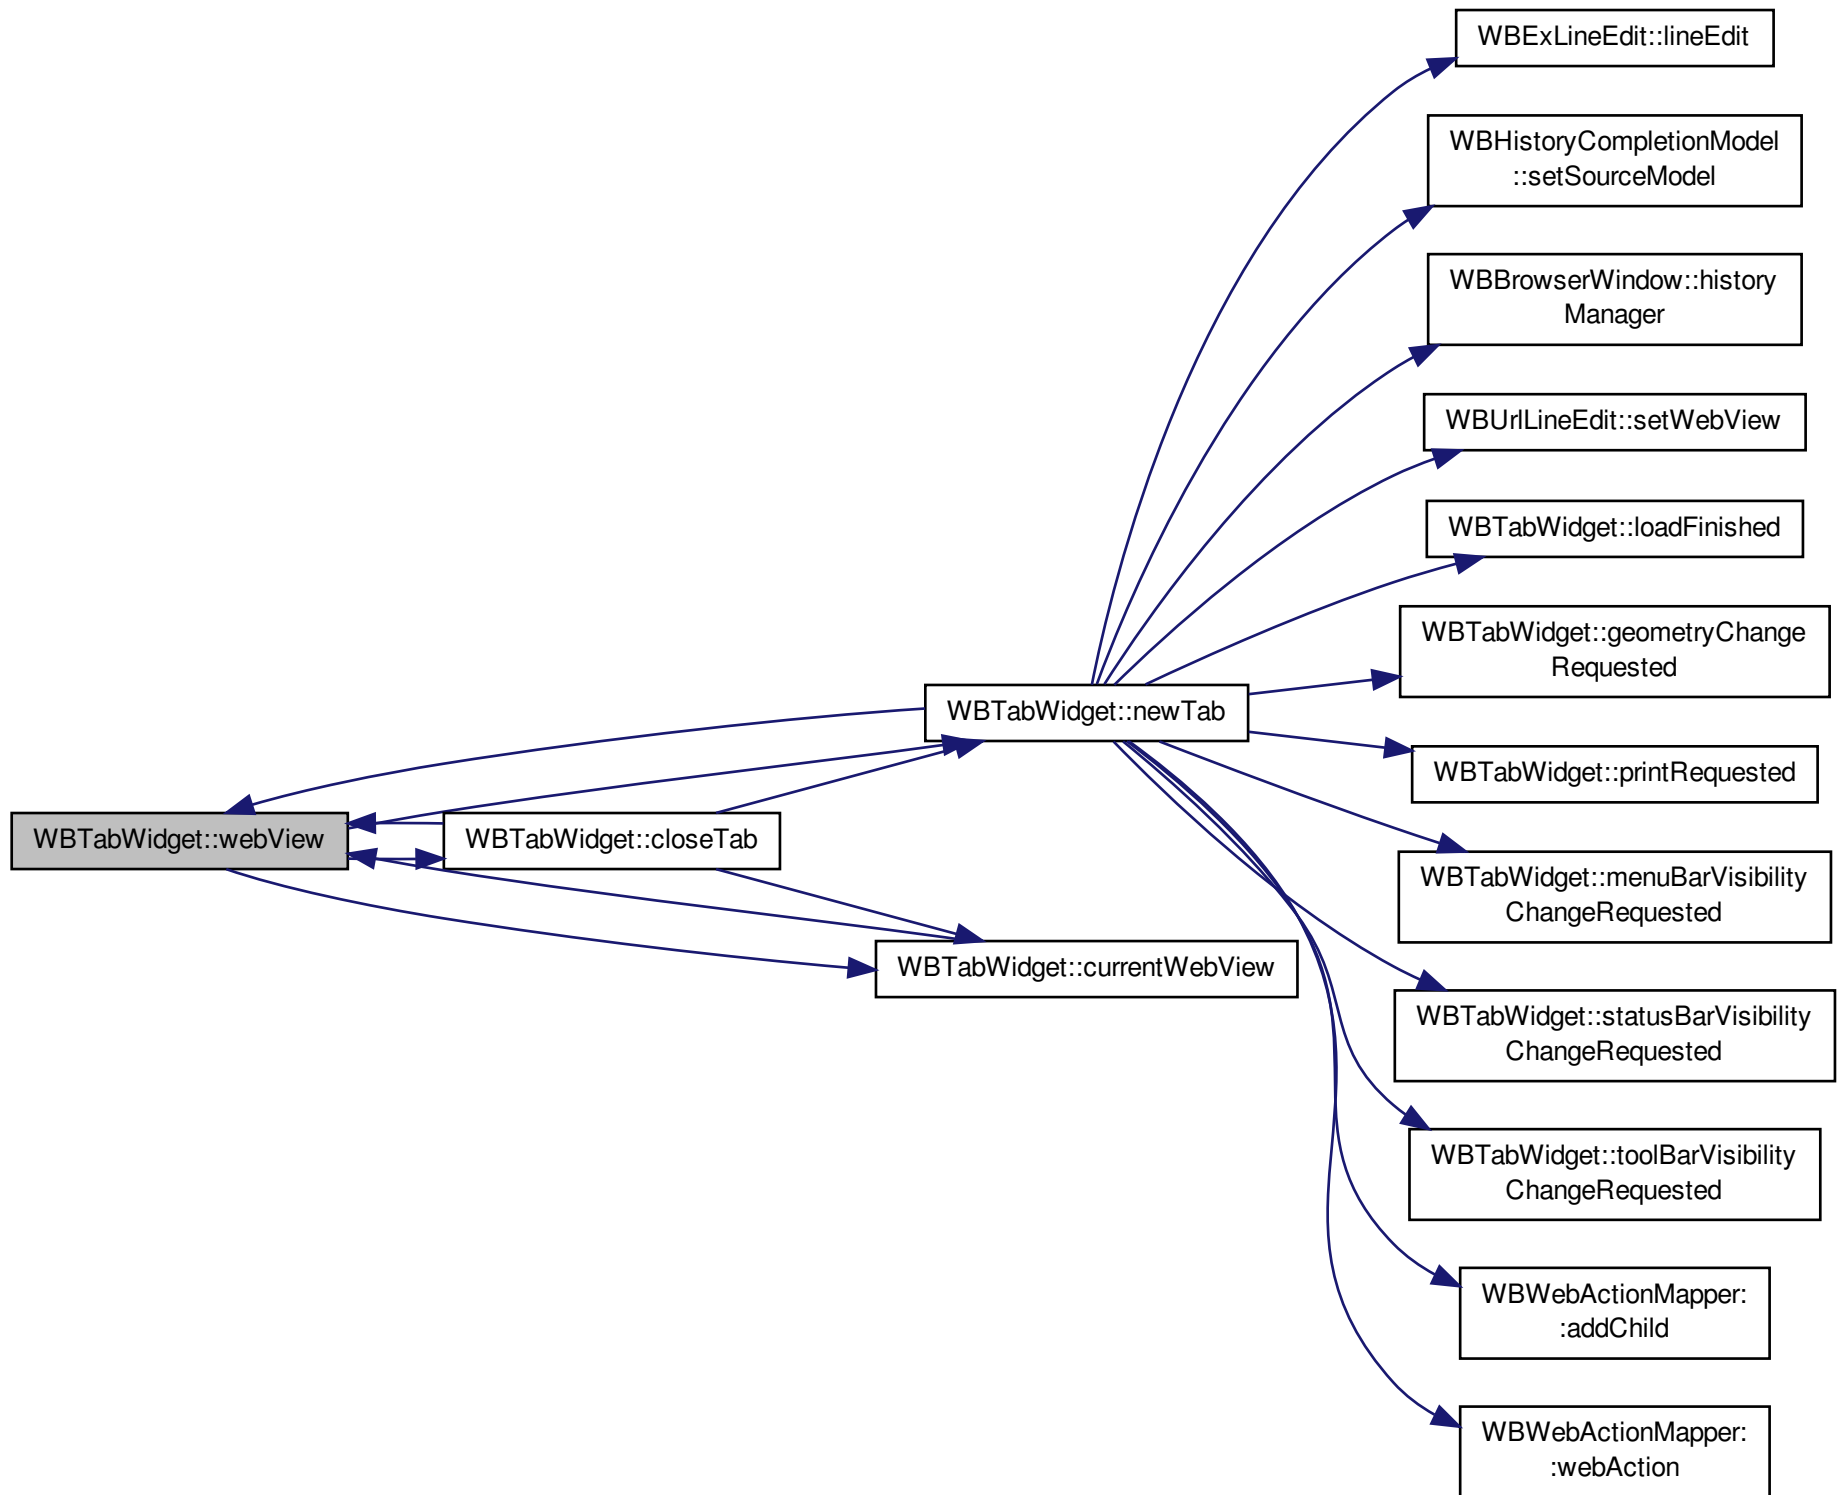 WBExLineEdit::lineEdit
WBHistoryCompletionModel
::setSourceModel
WBBrowserWindow::history
Manager
WBUrlLineEdit::setWebView
WBTabWidget::loadFinished
WBTabWidget::geometryChange
Requested
WBTabWidget::newTab
WBTabWidget::printRequested
WBTabWidget::webView
WBTabWidget::closeTab
WBTabWidget::menuBarVisibility
ChangeRequested
WBTabWidget::currentWebView
WBTabWidget::statusBarVisibility
ChangeRequested
WBTabWidget::toolBarVisibility
ChangeRequested
WBWebActionMapper:
:addChild
WBWebActionMapper:
:webAction